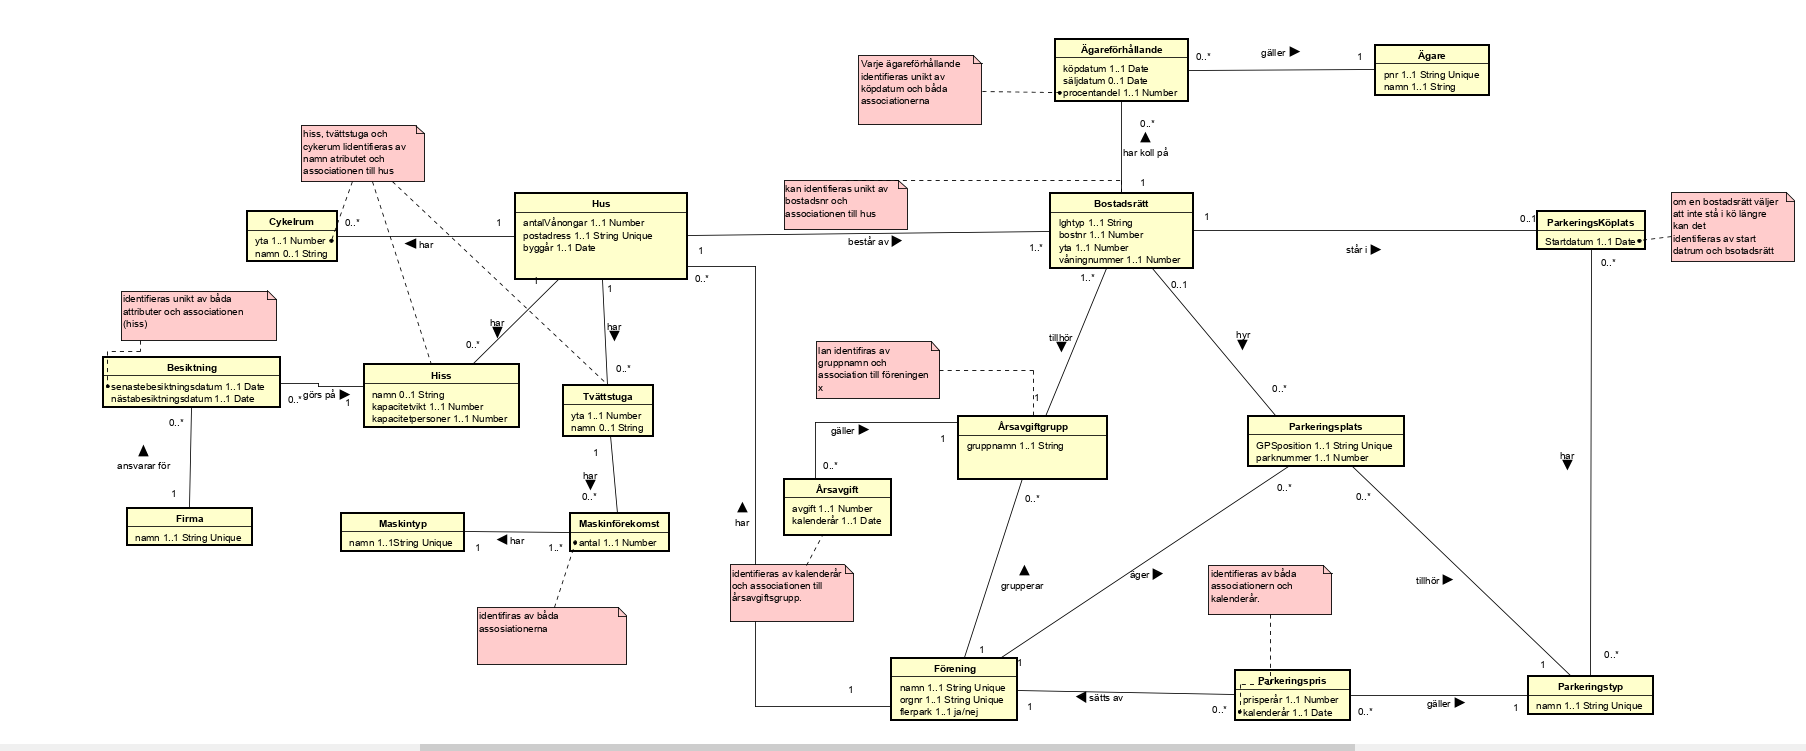 Ägareförhållande
köpdatum 1..1 Date
säljdatum 0..1 Date
procentandel 1..1 Number
0..*
gäller
1
Ägare
pnr 1..1 String Unique
namn 1..1 String
Varje ägareförhållande
identifieras unikt av
köpdatum och båda
associationerna
0..*
har koll på
1
hiss, tvättstuga och
cykerum lidentifieras av
namn atributet och
associationen till hus
kan identifieras unikt av
bostadsnr och
associationen till hus
Cykelrum
yta 1..1 Number
namn 0..1 String
0..*
har
1
Hus
antalVånongar 1..1 Number
postadress 1..1 String Unique
byggår 1..1 Date
1
består av
1..*
Bostadsrätt
lghtyp 1..1 String
bostnr 1..1 Number
yta 1..1 Number
våningnummer 1..1 Number
1
står i
0..1
ParkeringsKöplats
Startdatum 1..1 Date
om en bostadsrätt väljer
att inte stå i kö längre
kan det
identifieras av start
datrum och bsotadsrätt
0..*
1
1
1..*
0..1
0..*
identifieras unikt av båda
attributer och associationen
(hiss)
har
0..*
har
0..*
tillhör
1
hyr
0..*
Besiktning
senastebesiktningsdatum 1..1 Date
nästabesiktningsdatum 1..1 Date
0..*
görs på
1
Hiss
namn 0..1 String
kapacitetvikt 1..1 Number
kapacitetpersoner 1..1 Number
Tvättstuga
yta 1..1 Number
namn 0..1 String
lan identifiras av
gruppnamn och
association till föreningen
x
Årsavgiftgrupp
gruppnamn 1..1 String
Parkeringsplats
GPSposition 1..1 String Unique
parknummer 1..1 Number
0..*
ansvarar för
1
1
har
0..*
gäller
1
0..*
har
Årsavgift
avgift 1..1 Number
kalenderår 1..1 Date
0..*
0..*
0..*
Firma
namn 1..1 String Unique
Maskintyp
namn 1..1String Unique
1
har
1..*
Maskinförekomst
antal 1..1 Number
har
identifieras av kalenderår
och associationen till
årsavgiftsgrupp.
grupperar
äger
identifieras av båda
associationern och
kalenderår.
tillhör
identifiras av båda
assosiationerna
1
1
1
0..*
Förening
namn 1..1 String Unique
orgnr 1..1 String Unique
flerpark 1..1 ja/nej
1
1
sätts av
0..*
Parkeringspris
prisperår 1..1 Number
kalenderår 1..1 Date
0..*
gäller
1
Parkeringstyp
namn 1..1 String Unique